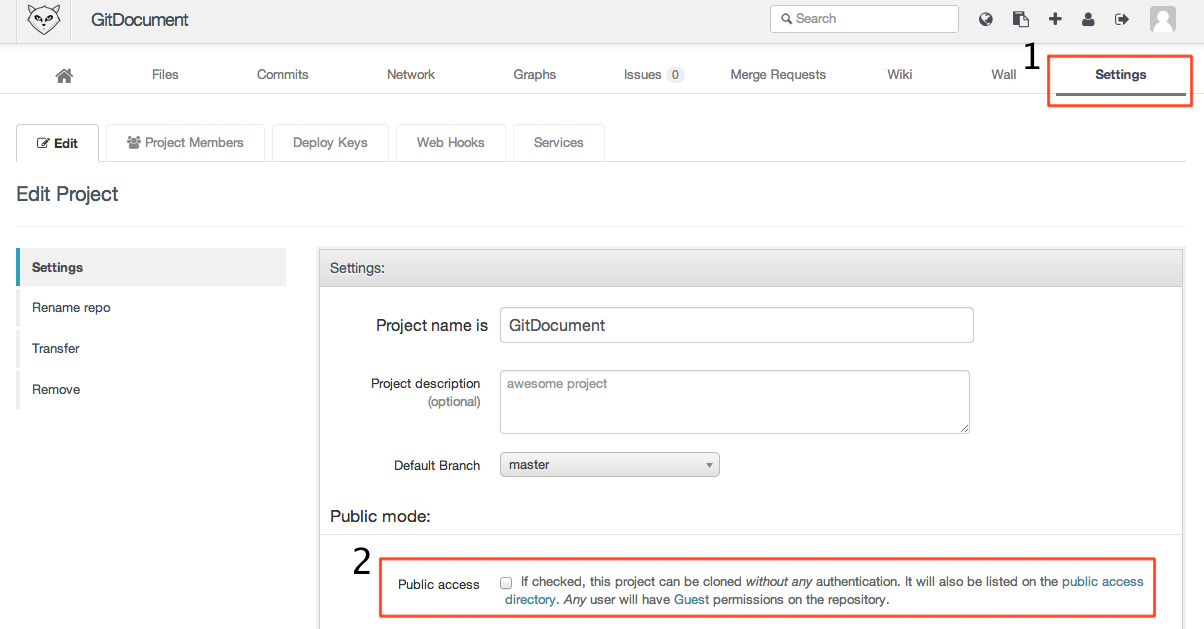 GitDocument
Search
Files
Commits
Network
Graphs
Issues 0
Merge Requests
Wiki
Wall
1
Settings
Edit
Project Members
Deploy Keys
Web Hooks
Services
Edit Project
Settings
Rename repo
Transfer
Remove
Settings:
Project name is
GitDocument
Project description
(optional)
awesome project
Default Branch
master
Public mode:
2
Public access
If checked, this project can be cloned without any authentication. It will also be listed on the public access
directory. Any user will have Guest permissions on the repository.